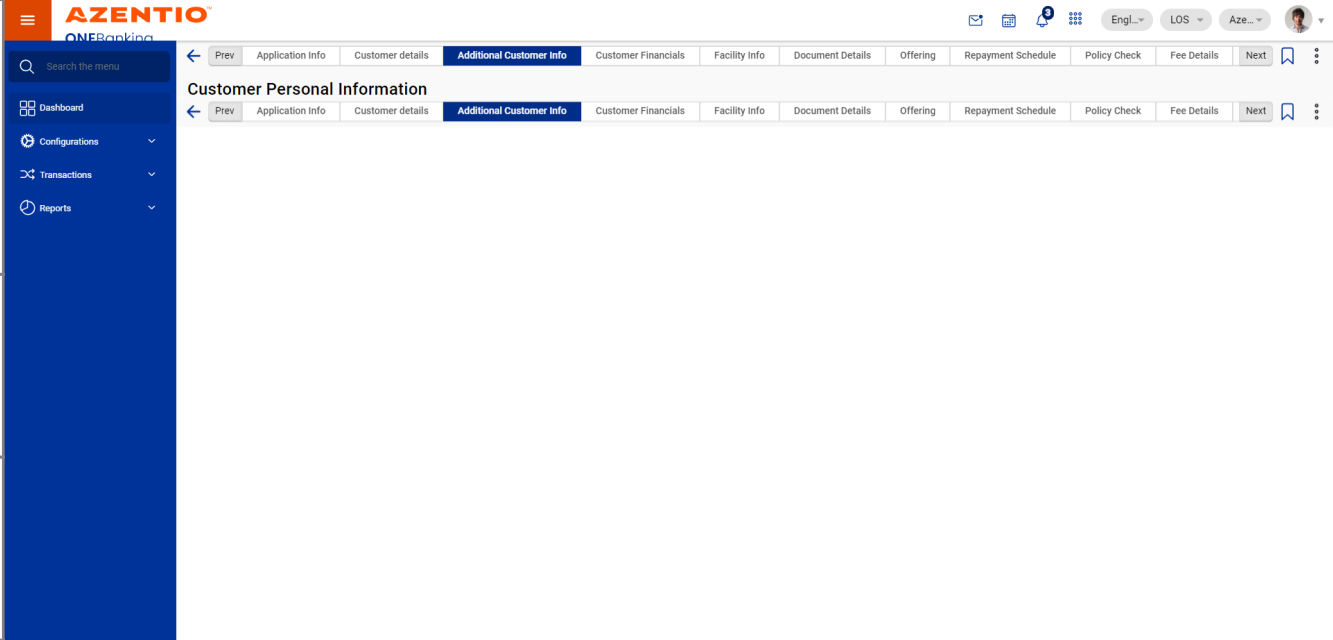 AZENTIO™
ONEBanking
3
Engl...
LOS
Aze...
Search the menu
Dashboard
Configurations
Transactions
Reports
Prev Application Info Customer details Additional Customer Info Customer Financials Facility Info Document Details Offering Repayment Schedule Policy Check Fee Details Next
Customer Personal Information
Prev Application Info Customer details Additional Customer Info Customer Financials Facility Info Document Details Offering Repayment Schedule Policy Check Fee Details Next